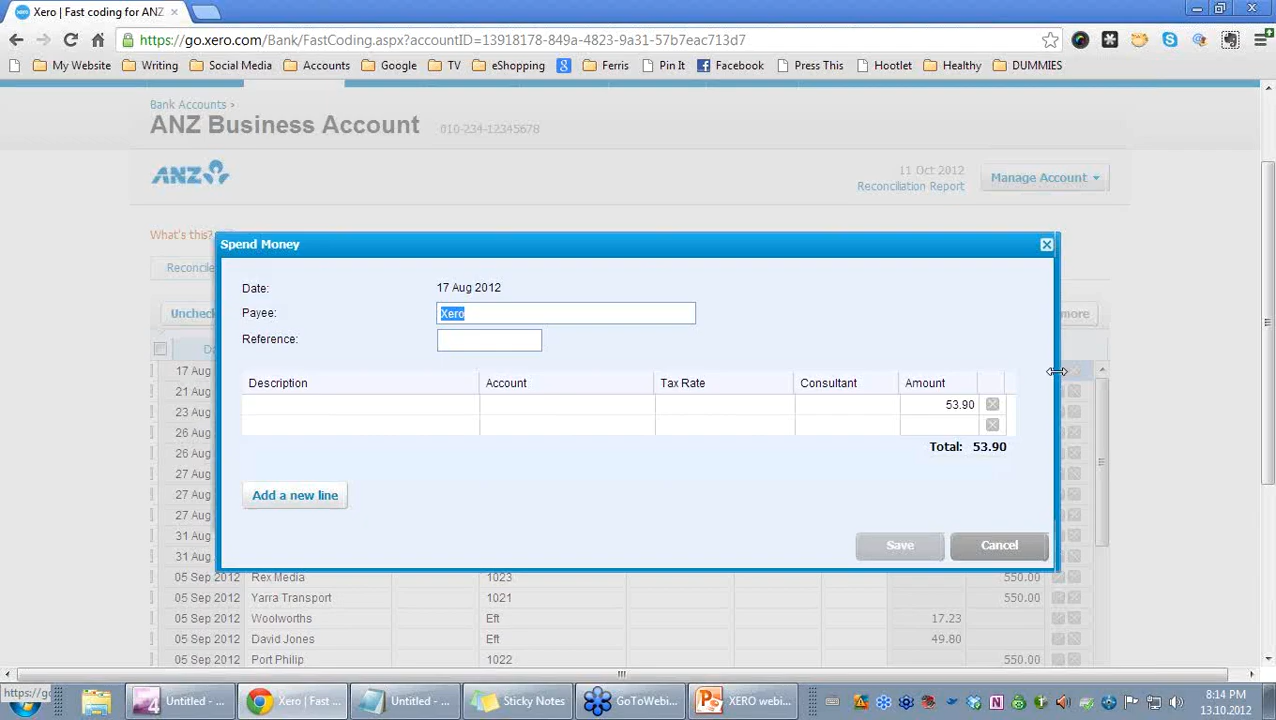 Xero | Fast coding for ANZ
https://go.xero.com/Bank/FastCoding.aspx?accountID=13918178-849a-4823-9a31-57b7eac713d7
My Website Writing Social Media Accounts Google TV eShopping Ferris Pin It Facebook Press This Hootlet Healthy DUMMIES
Bank Accounts ›
ANZ Business Account 010-234-12345678
ANZ
11 Oct 2012
Reconciliation Report
Manage Account
What's this?
Spend Money
Reconcile
Date: 17 Aug 2012
Payee: Xero
Uncheck
more
Reference:
17 Aug
Description Account Tax Rate Consultant Amount
21 Aug
53.90
23 Aug
26 Aug
Total: 53.90
26 Aug
27 Aug
27 Aug
Add a new line
27 Aug
31 Aug
Save Cancel
31 Aug
05 Sep 2012 Rex Media 1023 550.00
05 Sep 2012 Yarra Transport 1021 550.00
05 Sep 2012 Woolworths Eft 17.23
05 Sep 2012 David Jones Eft 49.80
05 Sep 2012 Port Philip 1022 550.00
https://go
Untitled - ... Xero | Fast ... Untitled - ... Sticky Notes GoToWebi... XERO webi...
8:14 PM
13.10.2012